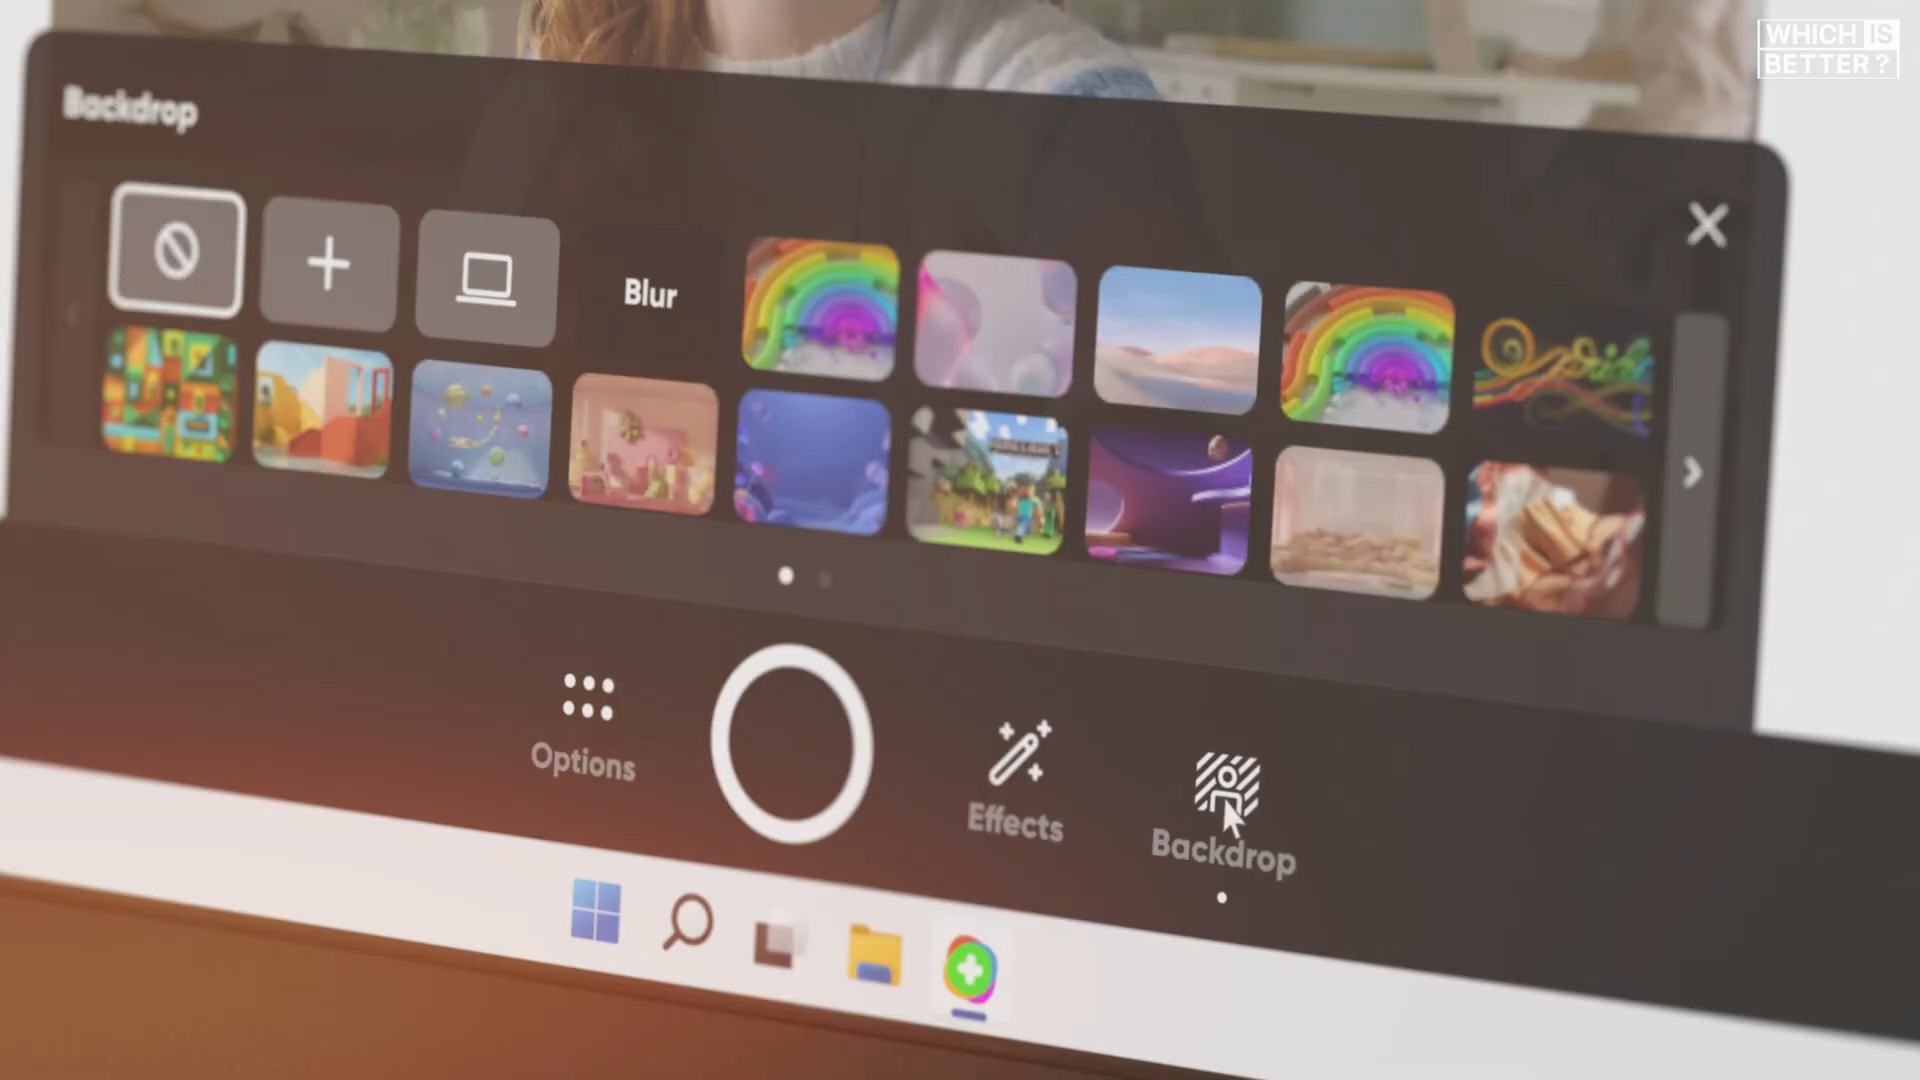 WHICH IS
BETTER?
Backdrop
Blur
Options
Effects
Backdrop